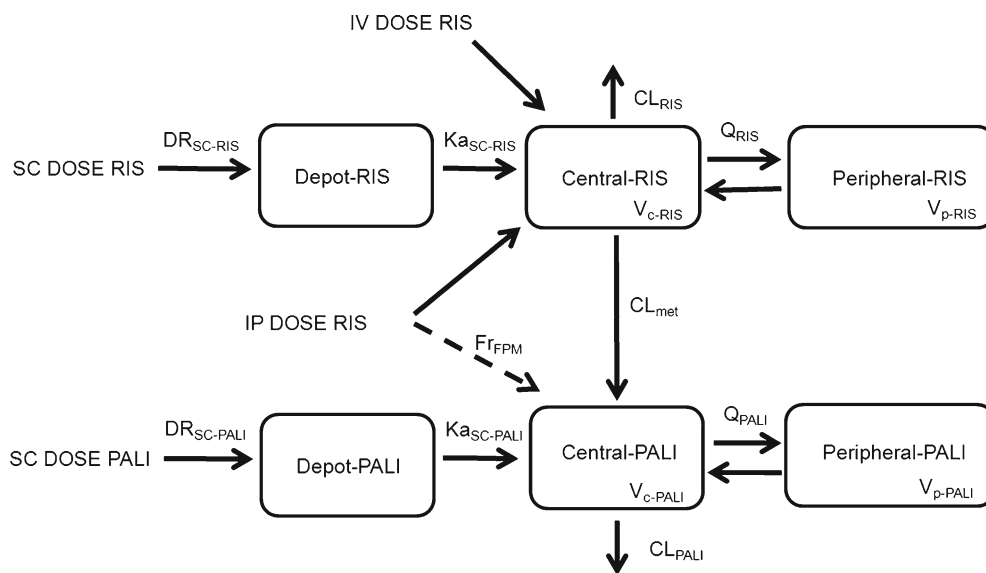 IV DOSE RIS
CL_RIS
DR_SC-RIS
Ka_SC-RIS
Q_RIS
SC DOSE RIS
Depot-RIS
Central-RIS
Peripheral-RIS
V_c-RIS
V_p-RIS
IP DOSE RIS
CL_met
Fr_FPM
DR_SC-PALI
Ka_SC-PALI
Q_PALI
SC DOSE PALI
Depot-PALI
Central-PALI
Peripheral-PALI
V_c-PALI
V_p-PALI
CL_PALI